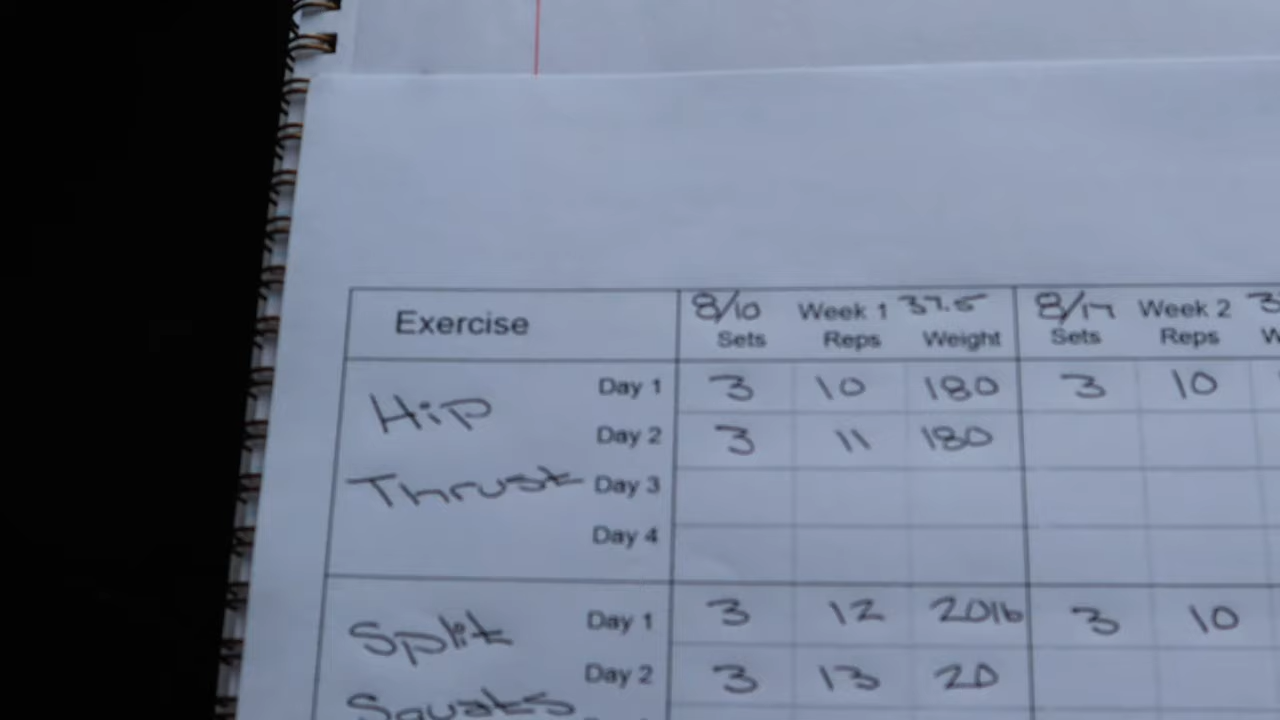 8/10 Week 1 37.5 8/17 Week 2
Exercise Sets Reps Weight Sets Reps
Day 1 3 10 180 3 10
Hip
Day 2 3 11 180
Thrust Day 3
Day 4
Split Day 1 3 12 20lb 3 10
Day 2 3 13 20
Squats